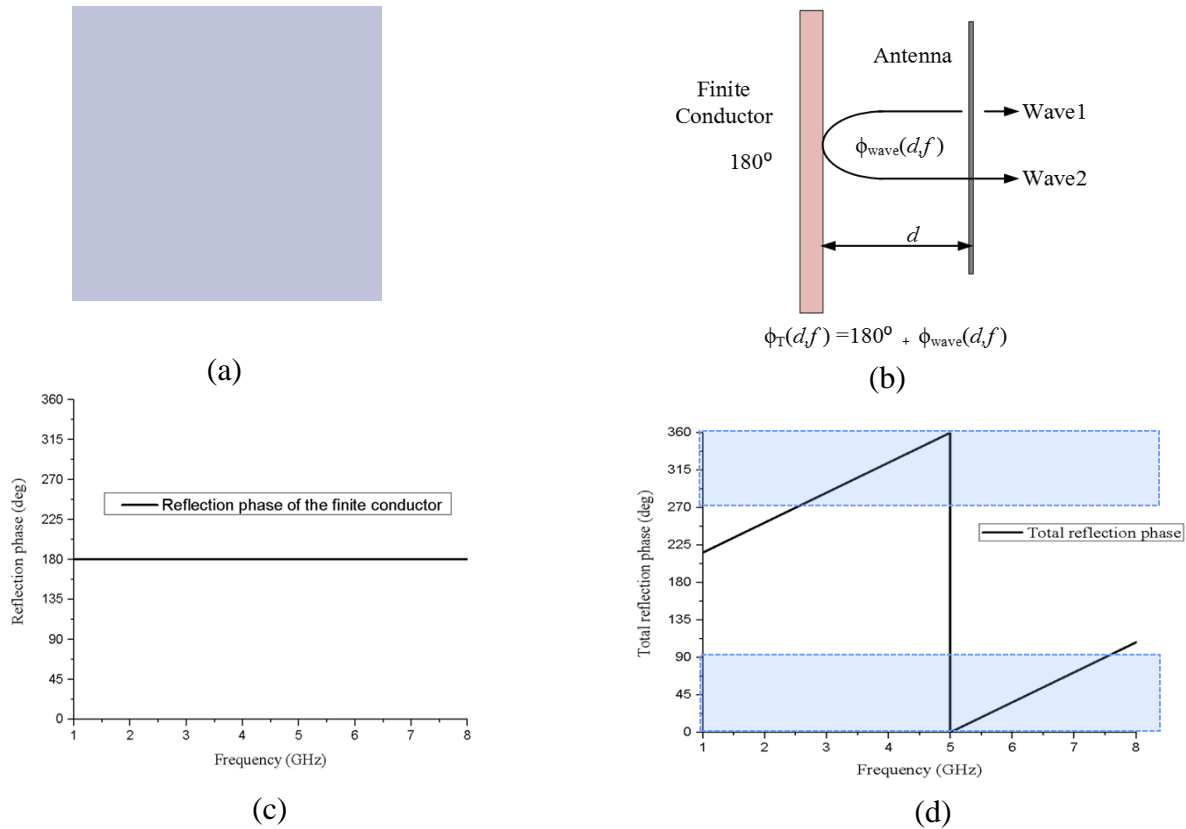 Antenna
Finite
Conductor
180º
Wave1
ϕwave(d,f)
Wave2
d
ϕT(d,f) =180º + ϕwave(d,f)
(a)
(b)
360
315
270
225
180
135
90
45
0
Reflection phase (deg)
Reflection phase of the finite conductor
1 2 3 4 5 6 7 8
Frequency (GHz)
(c)
360
315
270
225
180
135
90
45
0
Total reflection phase (deg)
Total reflection phase
1 2 3 4 5 6 7 8
Frequency (GHz)
(d)